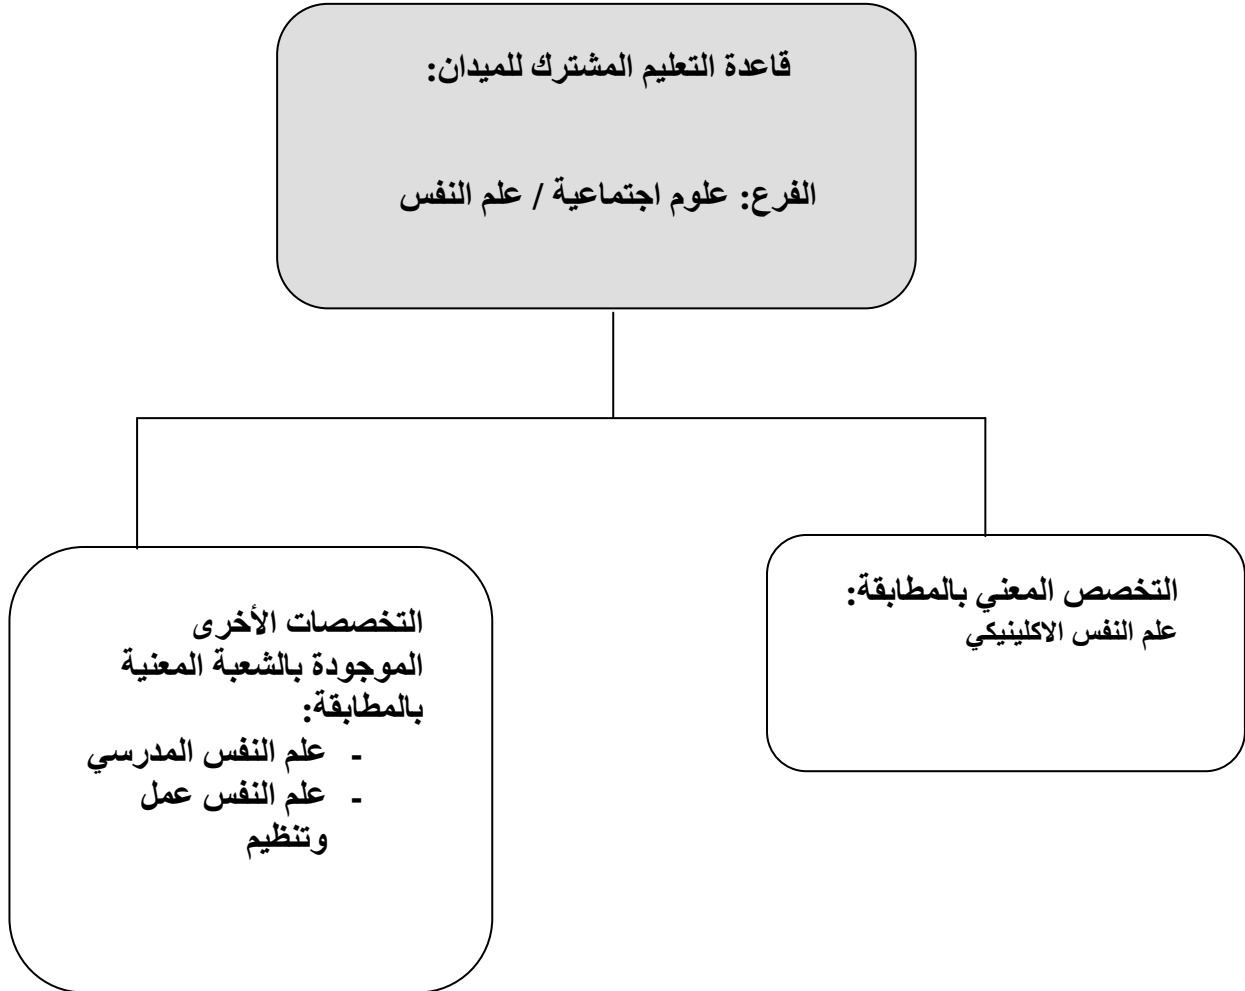 قاعدة التعليم المشترك للميدان:
الفرع: علوم اجتماعية / علم النفس
التخصص المعني بالمطابقة:
علم النفس الاكلينيكي
التخصصات الأخرى
الموجودة بالشعبة المعنية
بالمطابقة:
- علم النفس المدرسي
- علم النفس عمل
وتنظيم